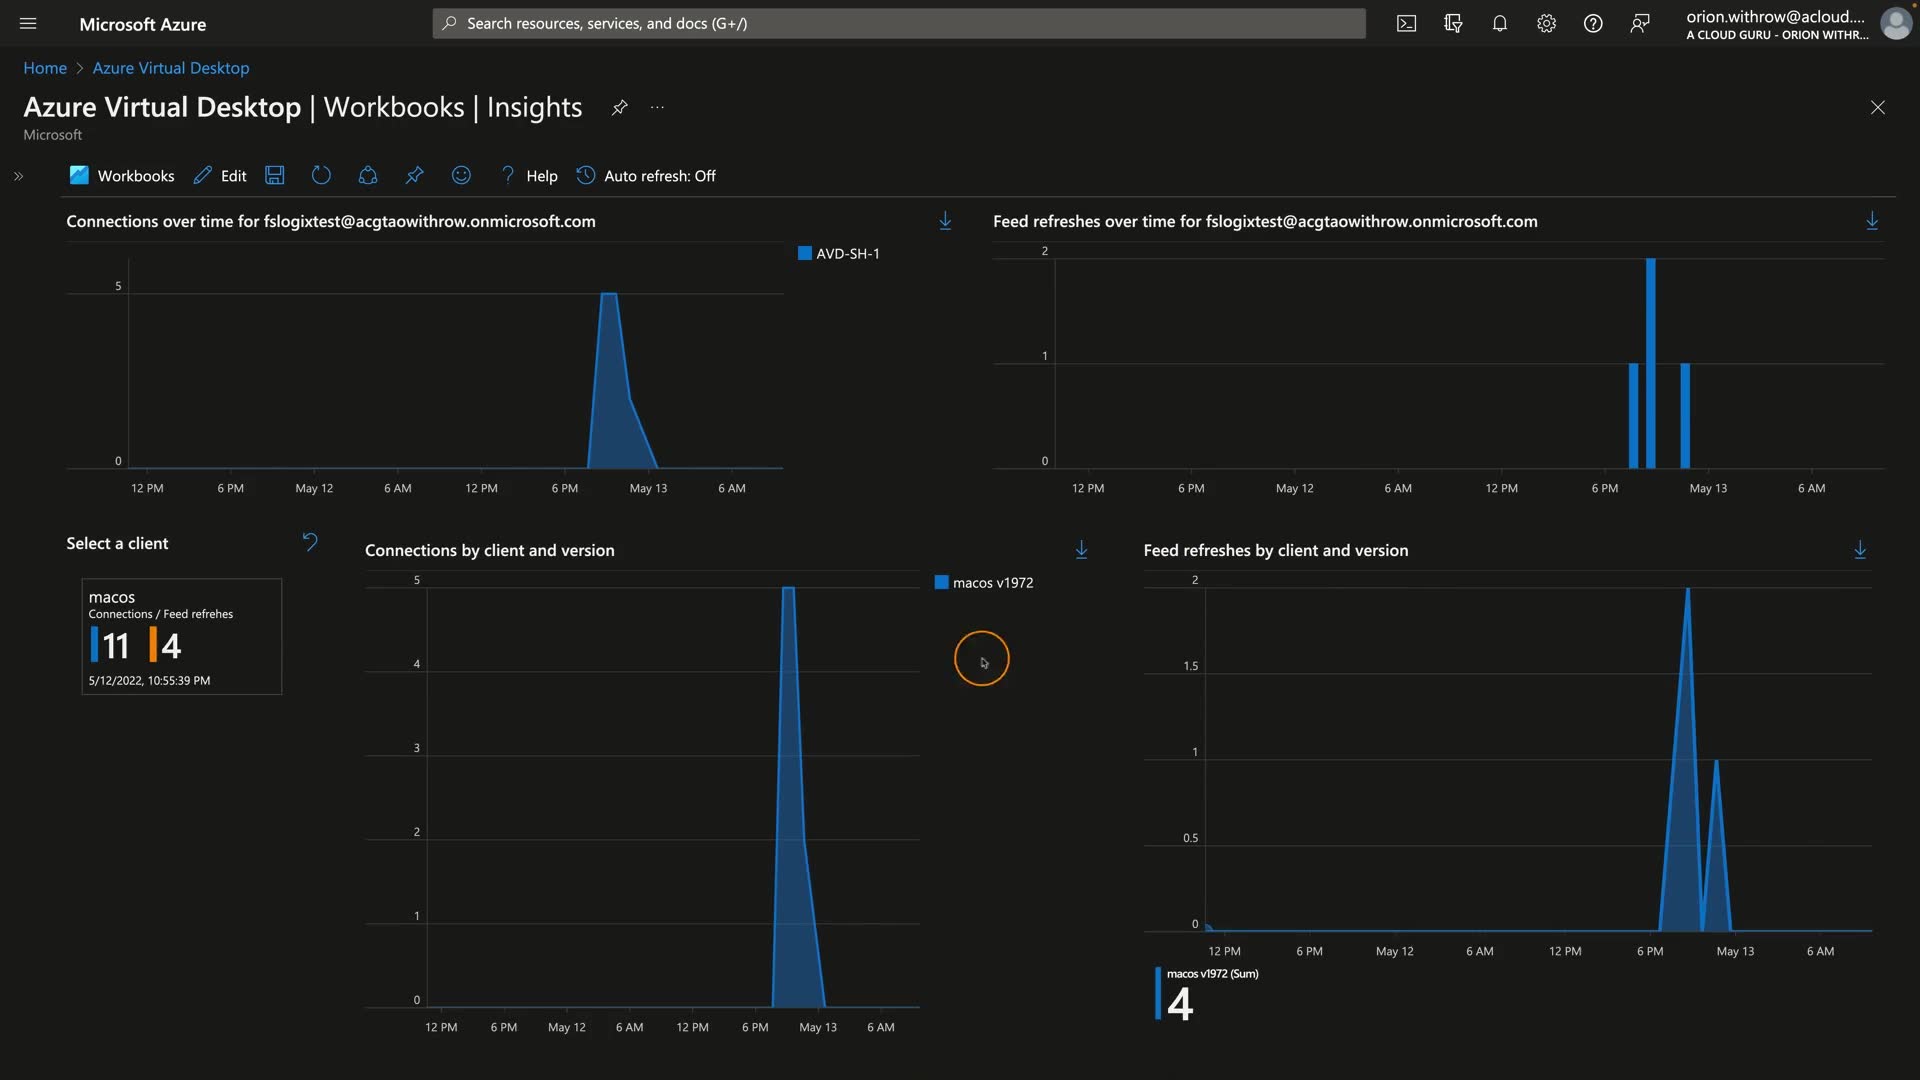 Microsoft Azure
Search resources, services, and docs (G+/)
orion.withrow@acloud....
A CLOUD GURU - ORION WITHR...
Home > Azure Virtual Desktop
Azure Virtual Desktop | Workbooks | Insights
Microsoft
Workbooks Edit Help Auto refresh: Off
Connections over time for fslogixtest@acgtaowithrow.onmicrosoft.com
AVD-SH-1
5
0
12 PM 6 PM May 12 6 AM 12 PM 6 PM May 13 6 AM
Feed refreshes over time for fslogixtest@acgtaowithrow.onmicrosoft.com
2
1
0
12 PM 6 PM May 12 6 AM 12 PM 6 PM May 13 6 AM
Select a client
macos
Connections / Feed refrehes
11 4
5/12/2022, 10:55:39 PM
Connections by client and version
macos v1972
5
4
3
2
1
0
12 PM 6 PM May 12 6 AM 12 PM 6 PM May 13 6 AM
Feed refreshes by client and version
2
1.5
1
0.5
0
12 PM 6 PM May 12 6 AM 12 PM 6 PM May 13 6 AM
macos v1972 (Sum)
4